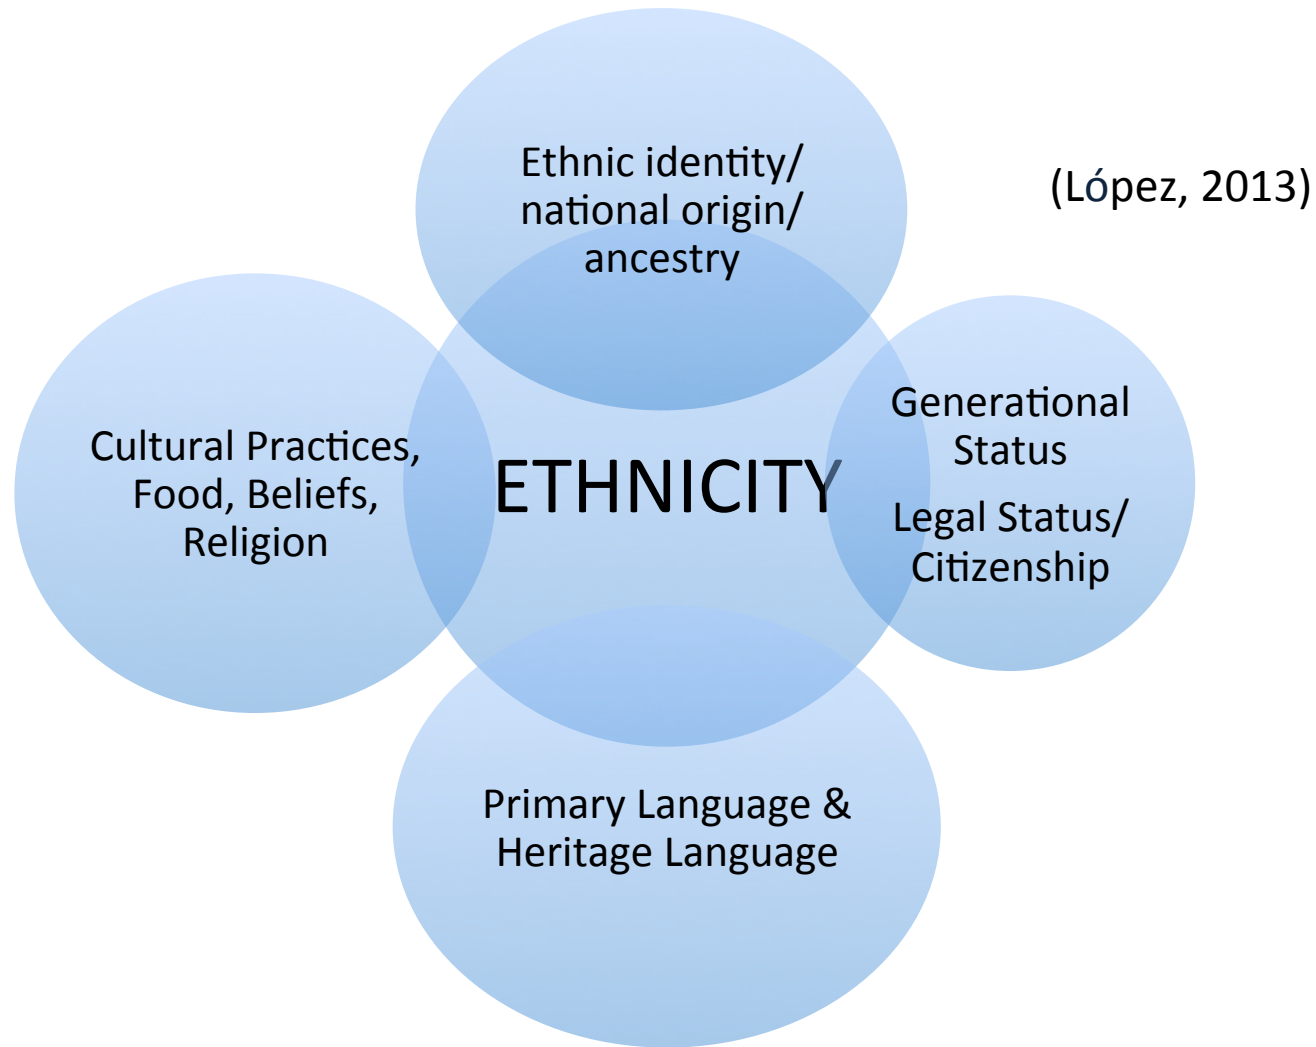 Ethnic identity/
national origin/
ancestry
(López, 2013)
Cultural Practices,
Food, Beliefs,
Religion
ETHNICITY
Generational
Status
Legal Status/
Citizenship
Primary Language &
Heritage Language